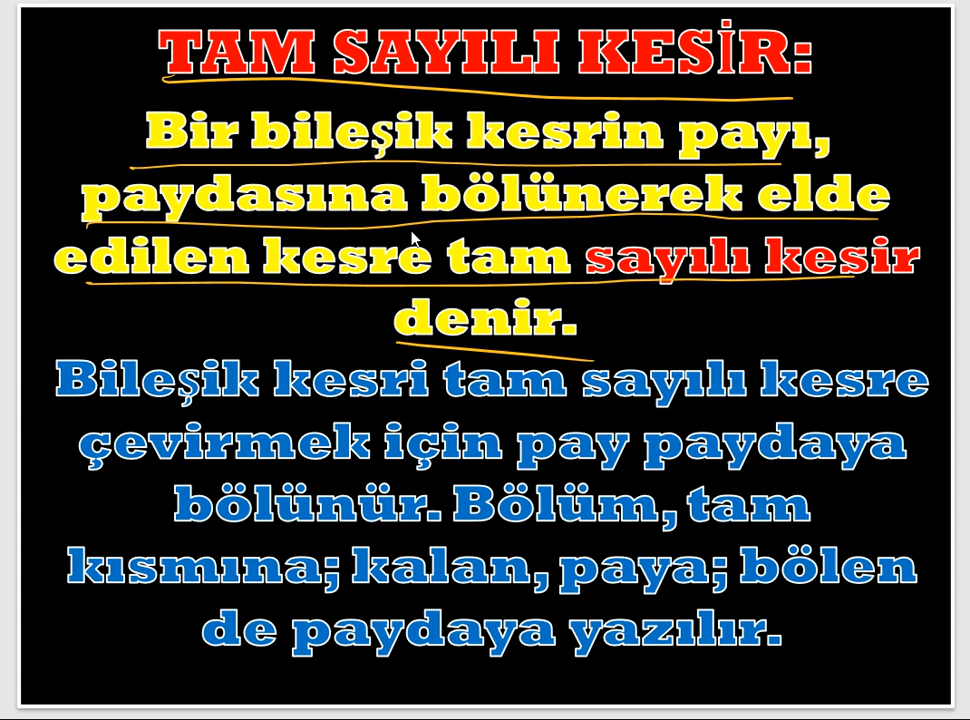 TAM SAYILI KESİR:
Bir bileşik kesrin payı,
paydasına bölünerek elde
edilen kesre tam sayılı kesir
denir.
Bileşik kesri tam sayılı kesre
çevirmek için pay paydaya
bölünür. Bölüm, tam
kısmına; kalan, paya; bölen
de paydaya yazılır.